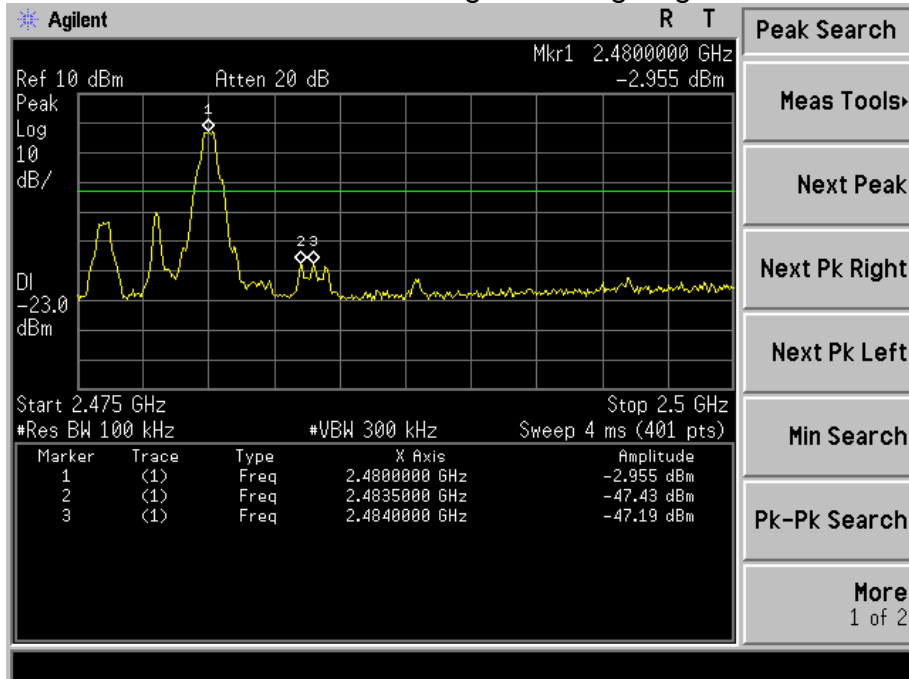 Agilent
R T
Mkr1 2.4800000 GHz
Ref 10 dBm Atten 20 dB -2.955 dBm
Peak
Log
10
dB/
1
2 3
DI
-23.0
dBm
Start 2.475 GHz Stop 2.5 GHz
#Res BW 100 kHz #VBW 300 kHz Sweep 4 ms (401 pts)
Marker Trace Type X Axis Amplitude
1 (1) Freq 2.4800000 GHz -2.955 dBm
2 (1) Freq 2.4835000 GHz -47.43 dBm
3 (1) Freq 2.4840000 GHz -47.19 dBm
Peak Search
Meas Tools
Next Peak
Next Pk Right
Next Pk Left
Min Search
Pk-Pk Search
More
1 of 2